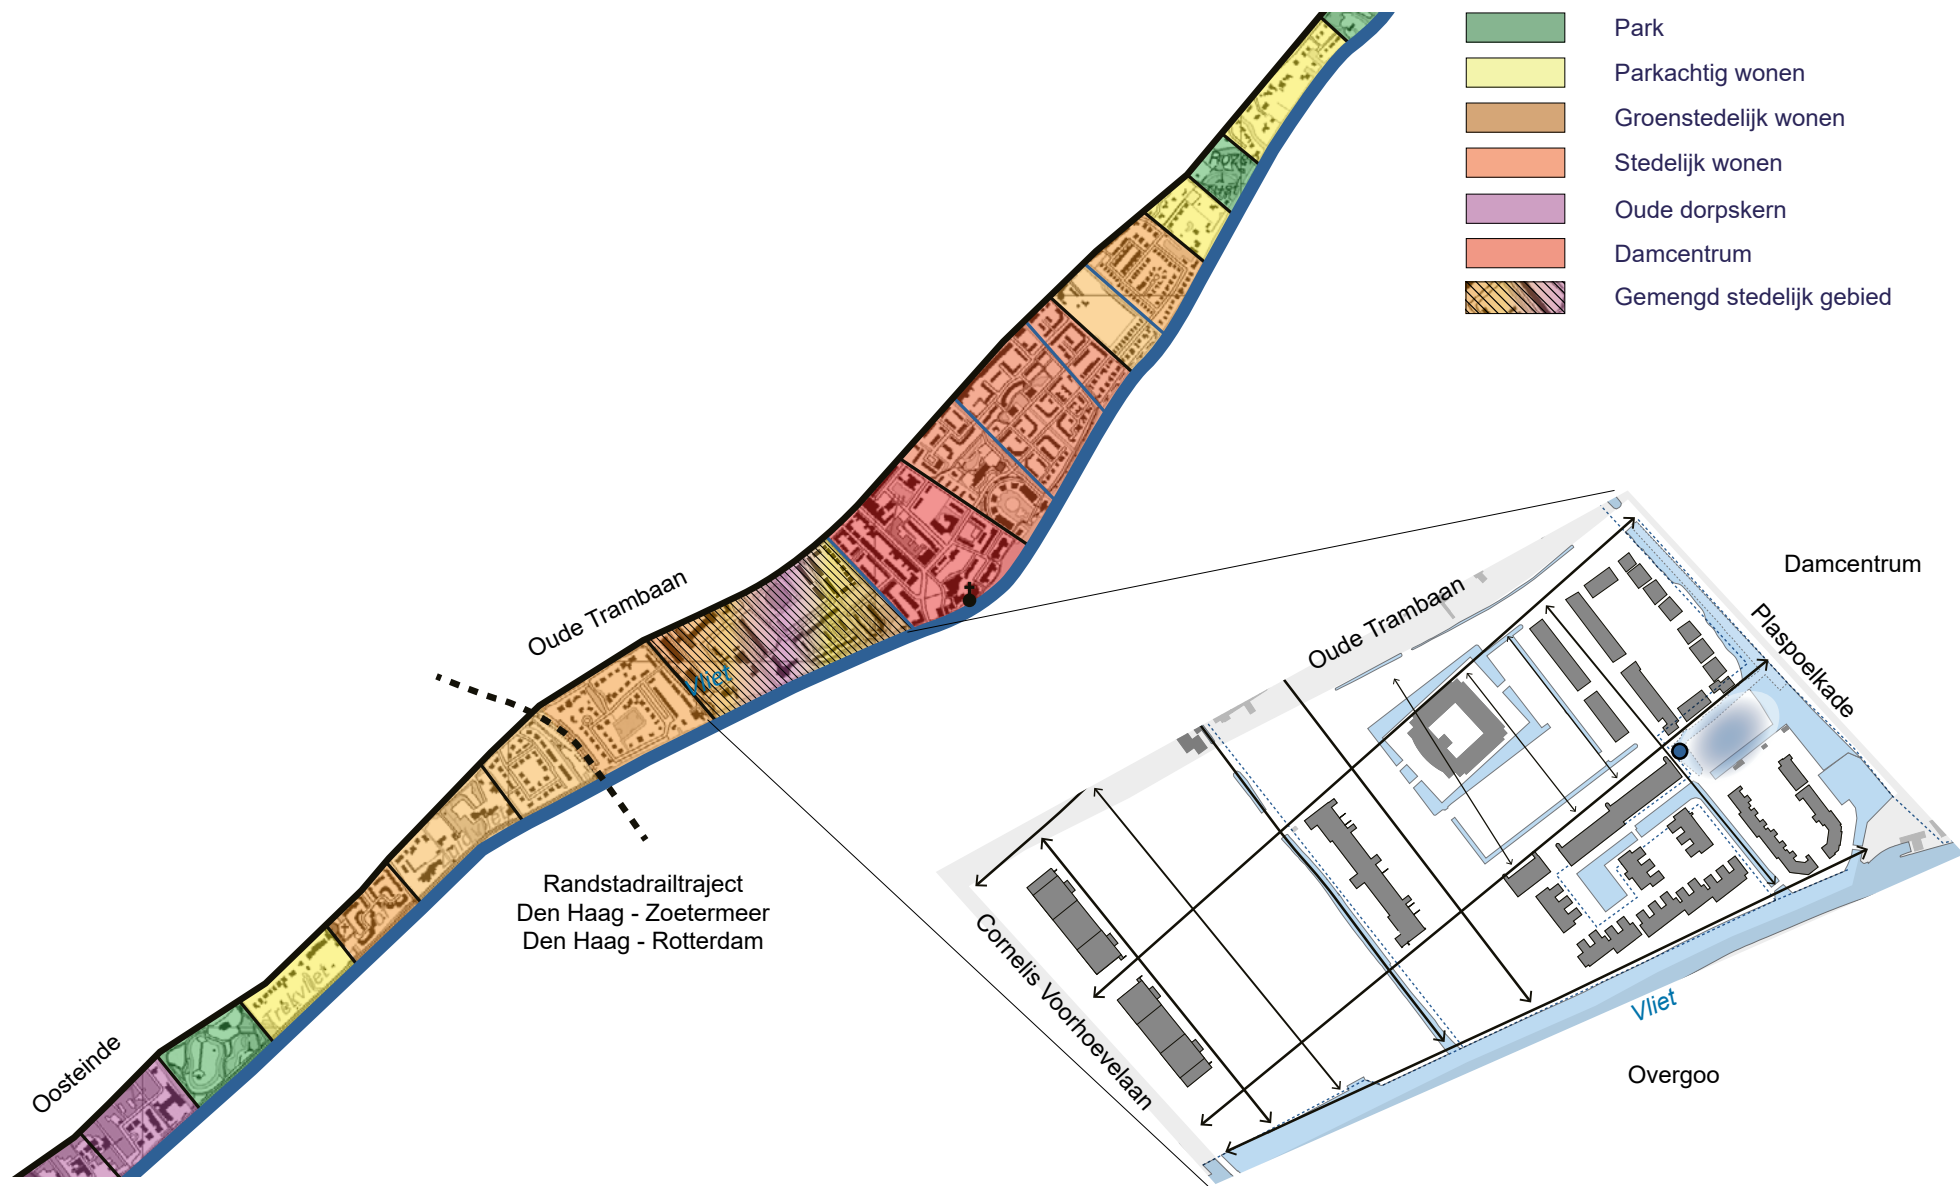 Park
Parkachtig wonen
Groenstedelijk wonen
Stedelijk wonen
Oude dorpskern
Damcentrum
Gemengd stedelijk gebied
Oude Trambaan
Vliet
Randstadrailtraject
Den Haag - Zoetermeer
Den Haag - Rotterdam
Oosteinde
Trekvliet
Damcentrum
Plaspoelkade
Oude Trambaan
Cornelis Voorhoevelaan
Vliet
Overgoo